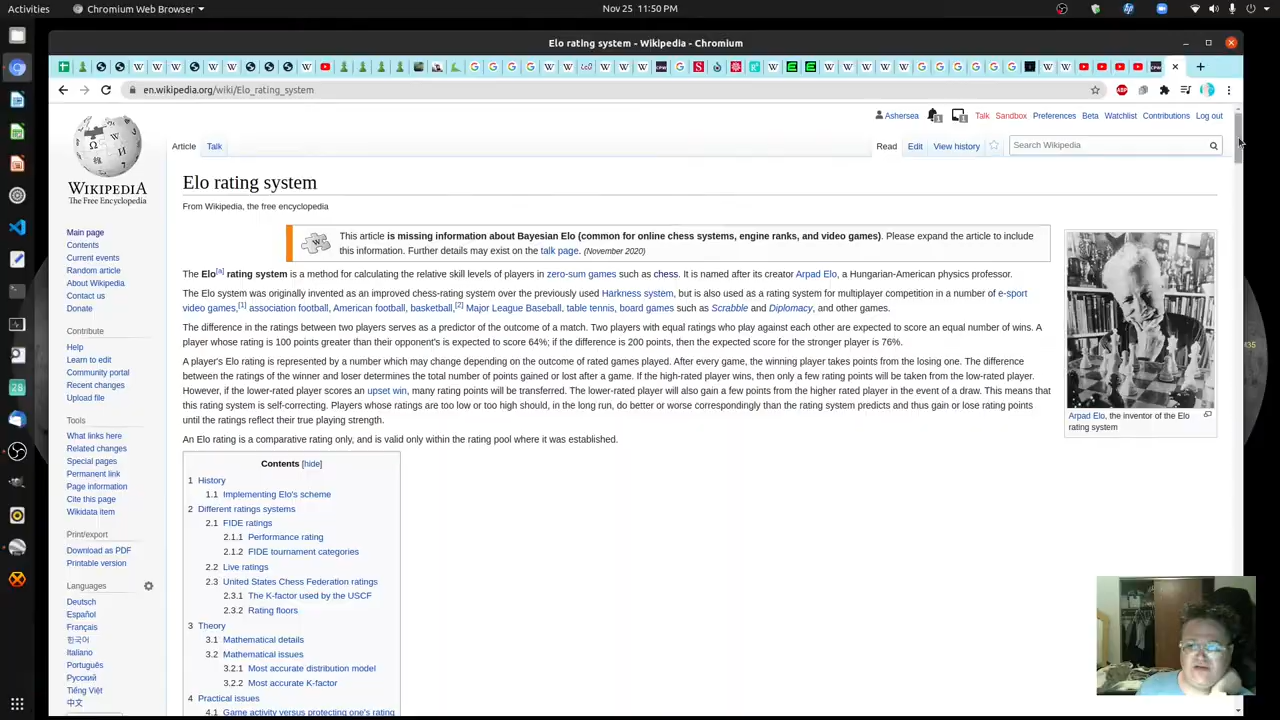 Activities
Chromium Web Browser
Nov 25 11:50 PM
Elo rating system - Wikipedia - Chromium
en.wikipedia.org/wiki/Elo_rating_system
Ashersea Talk Sandbox Preferences Beta Watchlist Contributions Log out
WIKIPEDIA
The Free Encyclopedia
Article Talk
Read Edit View history
Search Wikipedia
Elo rating system
From Wikipedia, the free encyclopedia
This article is missing information about Bayesian Elo (common for online chess systems, engine ranks, and video games). Please expand the article to include
this information. Further details may exist on the talk page. (November 2020)
The Elo[a] rating system is a method for calculating the relative skill levels of players in zero-sum games such as chess. It is named after its creator Arpad Elo, a Hungarian-American physics professor.
The Elo system was originally invented as an improved chess-rating system over the previously used Harkness system, but is also used as a rating system for multiplayer competition in a number of e-sport
video games,[1] association football, American football, basketball,[2] Major League Baseball, table tennis, board games such as Scrabble and Diplomacy, and other games.
The difference in the ratings between two players serves as a predictor of the outcome of a match. Two players with equal ratings who play against each other are expected to score an equal number of wins. A
player whose rating is 100 points greater than their opponent's is expected to score 64%; if the difference is 200 points, then the expected score for the stronger player is 76%.
A player's Elo rating is represented by a number which may change depending on the outcome of rated games played. After every game, the winning player takes points from the losing one. The difference
between the ratings of the winner and loser determines the total number of points gained or lost after a game. If the high-rated player wins, then only a few rating points will be taken from the low-rated player.
However, if the lower-rated player scores an upset win, many rating points will be transferred. The lower-rated player will also gain a few points from the higher rated player in the event of a draw. This means that
this rating system is self-correcting. Players whose ratings are too low or too high should, in the long run, do better or worse correspondingly than the rating system predicts and thus gain or lose rating points
until the ratings reflect their true playing strength.
An Elo rating is a comparative rating only, and is valid only within the rating pool where it was established.
Arpad Elo, the inventor of the Elo
rating system
Contents [hide]
1 History
1.1 Implementing Elo's scheme
2 Different ratings systems
2.1 FIDE ratings
2.1.1 Performance rating
2.1.2 FIDE tournament categories
2.2 Live ratings
2.3 United States Chess Federation ratings
2.3.1 The K-factor used by the USCF
2.3.2 Rating floors
3 Theory
3.1 Mathematical details
3.2 Mathematical issues
3.2.1 Most accurate distribution model
3.2.2 Most accurate K-factor
4 Practical issues
4.1 Game activity versus protecting one's rating
Main page
Contents
Current events
Random article
About Wikipedia
Contact us
Donate
Contribute
Help
Learn to edit
Community portal
Recent changes
Upload file
Tools
What links here
Related changes
Special pages
Permanent link
Page information
Cite this page
Wikidata item
Print/export
Download as PDF
Printable version
Languages
Deutsch
Español
Français
한국어
Italiano
Português
Русский
Tiếng Việt
中文